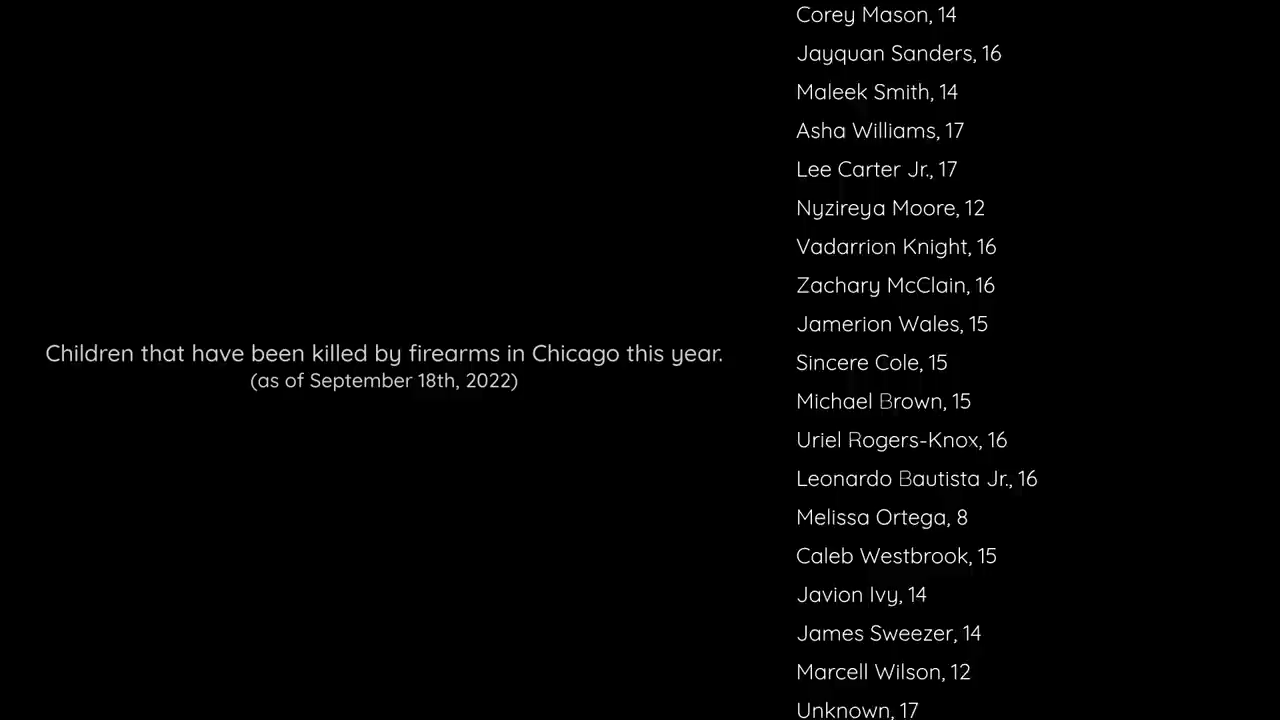 Children that have been killed by firearms in Chicago this year.
(as of September 18th, 2022)
Corey Mason, 14
Jayquan Sanders, 16
Maleek Smith, 14
Asha Williams, 17
Lee Carter Jr., 17
Nyzireya Moore, 12
Vadarrion Knight, 16
Zachary McClain, 16
Jamerion Wales, 15
Sincere Cole, 15
Michael Brown, 15
Uriel Rogers-Knox, 16
Leonardo Bautista Jr., 16
Melissa Ortega, 8
Caleb Westbrook, 15
Javion Ivy, 14
James Sweezer, 14
Marcell Wilson, 12
Unknown, 17